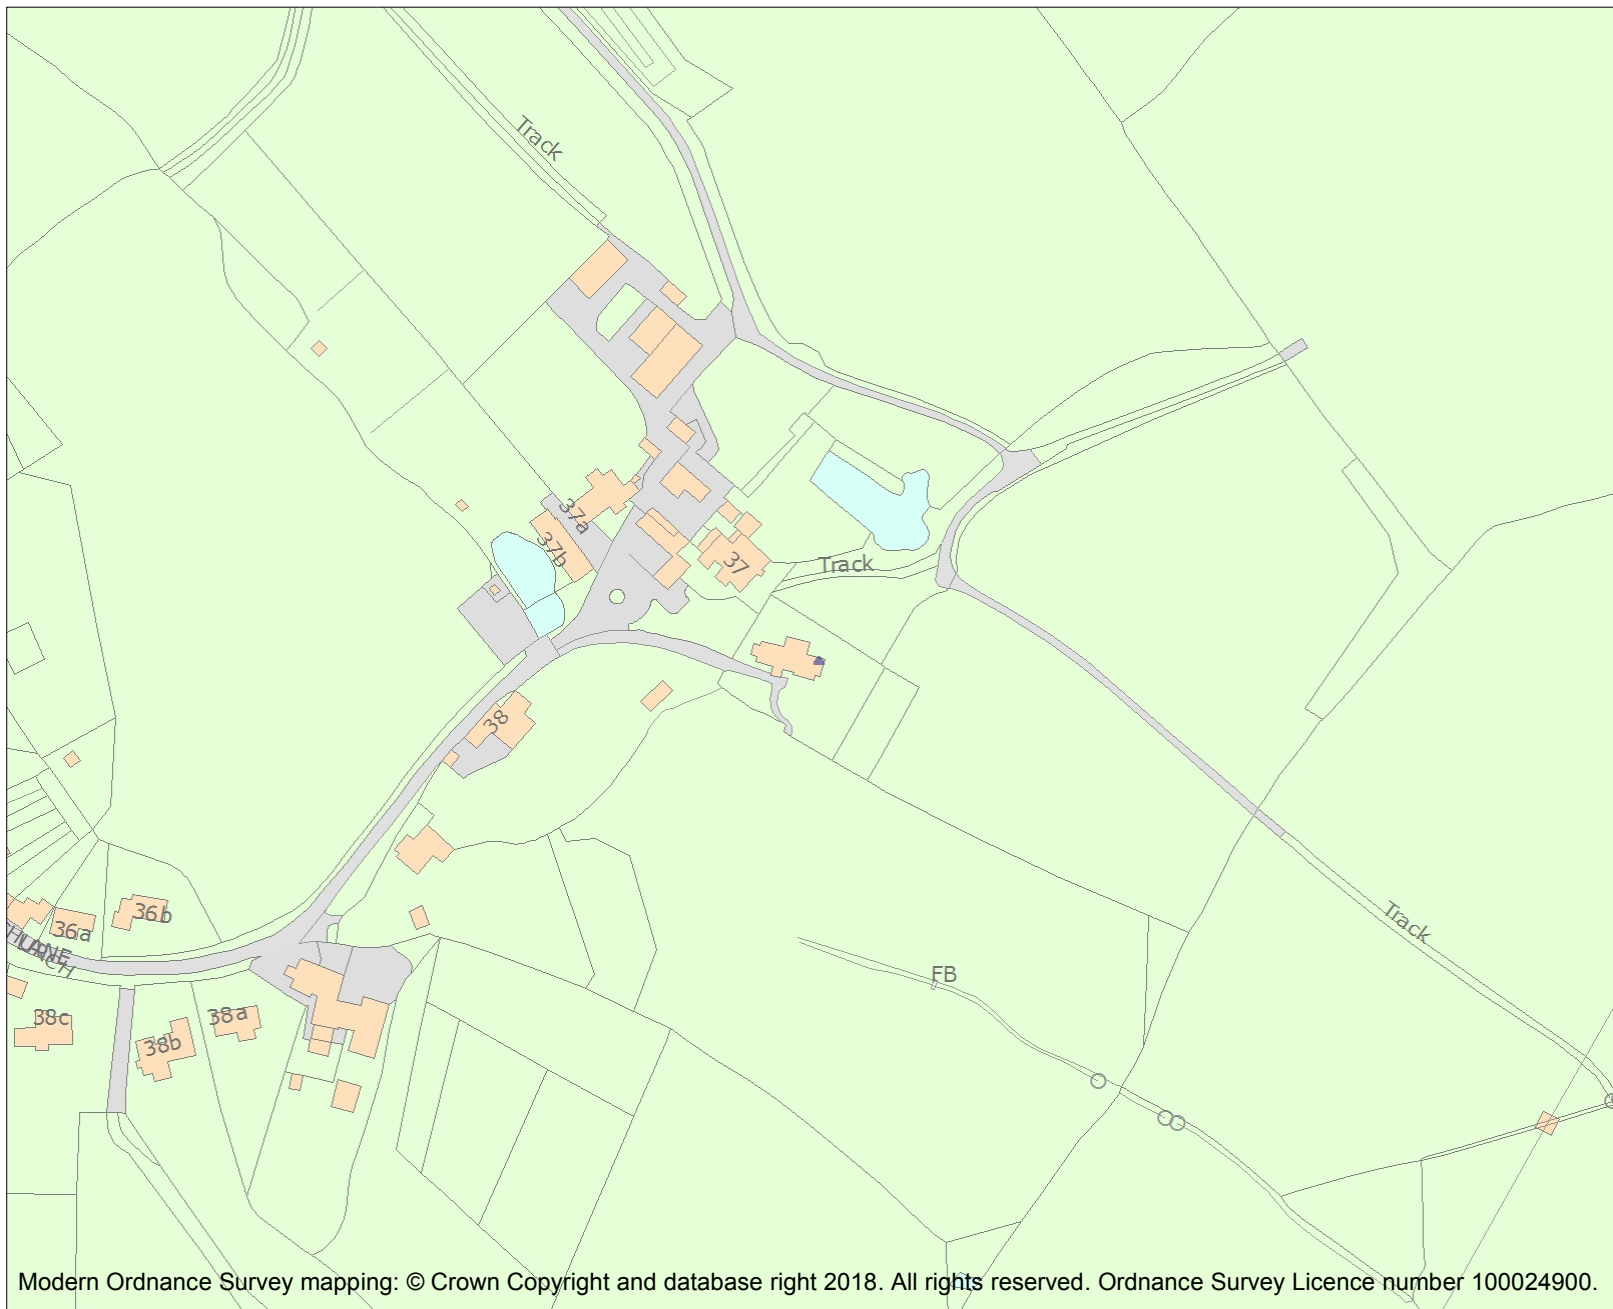 Track
37a
37b
37
Track
38
36b
36a
LANE
Track
FB
38c
38a
38b
Modern Ordnance Survey mapping: © Crown Copyright and database right 2018. All rights reserved. Ordnance Survey Licence number 100024900.